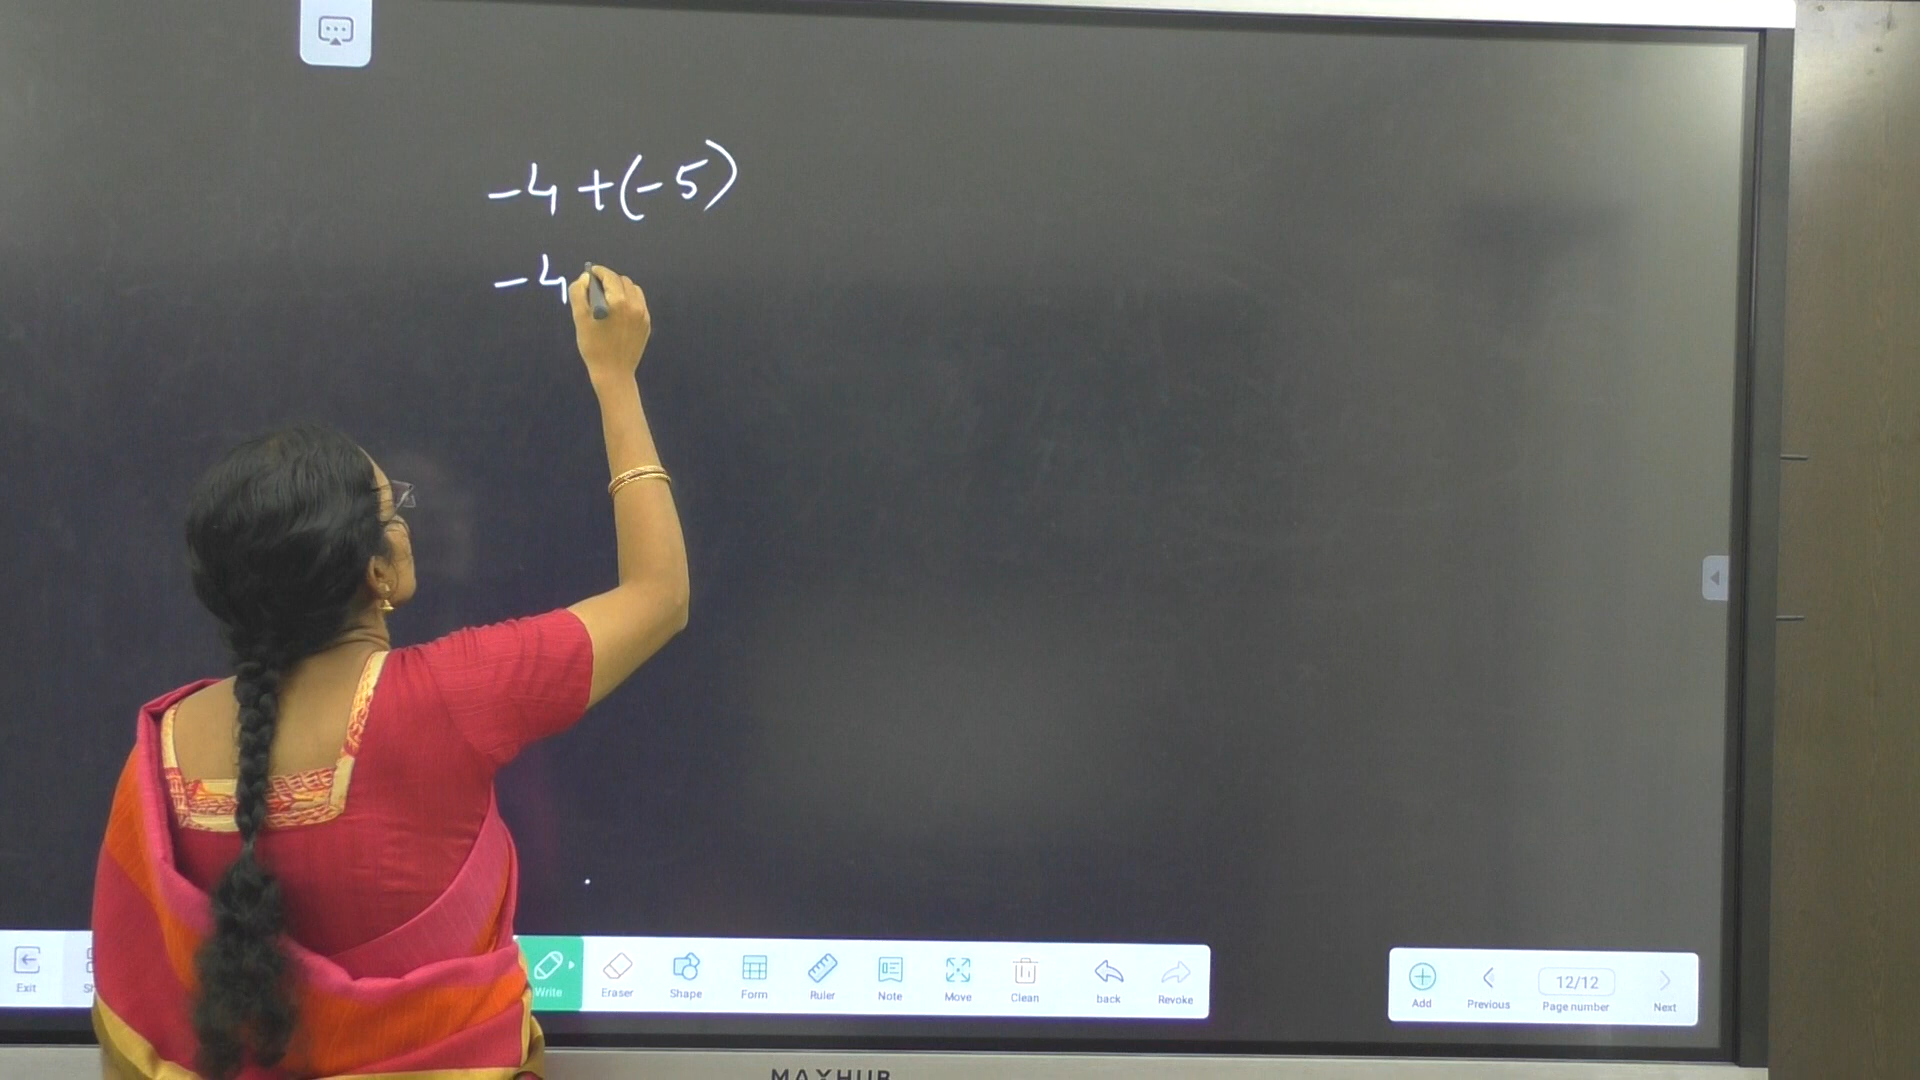 -4+(-5)
-4
Exit
Write
Eraser
Shape
Form
Ruler
Note
Move
Clean
back
Revoke
Add
Previous
12/12
Page number
Next
MAXHUB